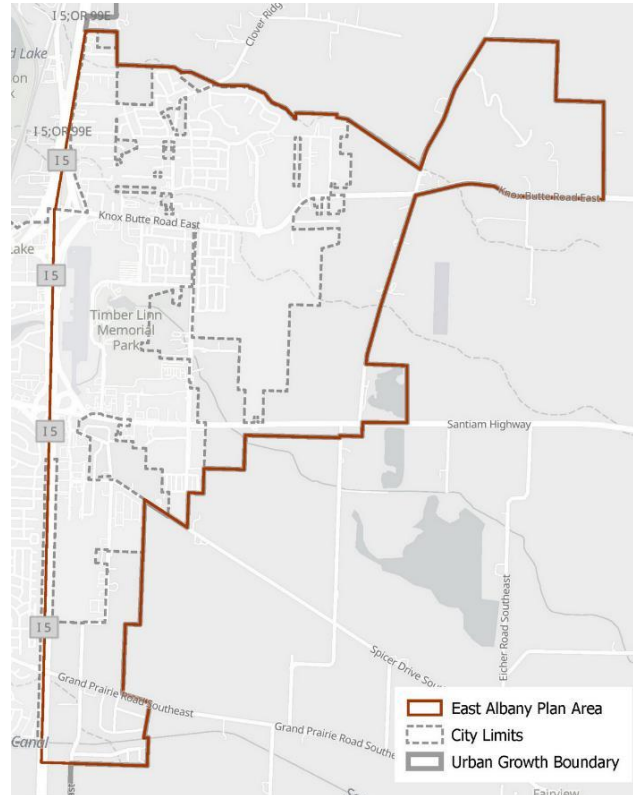 I 5;OR 99E
d Lake
Clover Ridg
on
k
I 5;OR 99E
I 5
Knox Butte Road East
Knox Butte Road East
Lake
I 5
Timber Linn
Memorial
Park
Santiam Highway
I 5
I 5
Eicher Road Southeast
Spicer Drive Sou
Grand Prairie Road Southeast
Grand Prairie Road Southe
Canal
East Albany Plan Area
City Limits
Urban Growth Boundary
Fairview